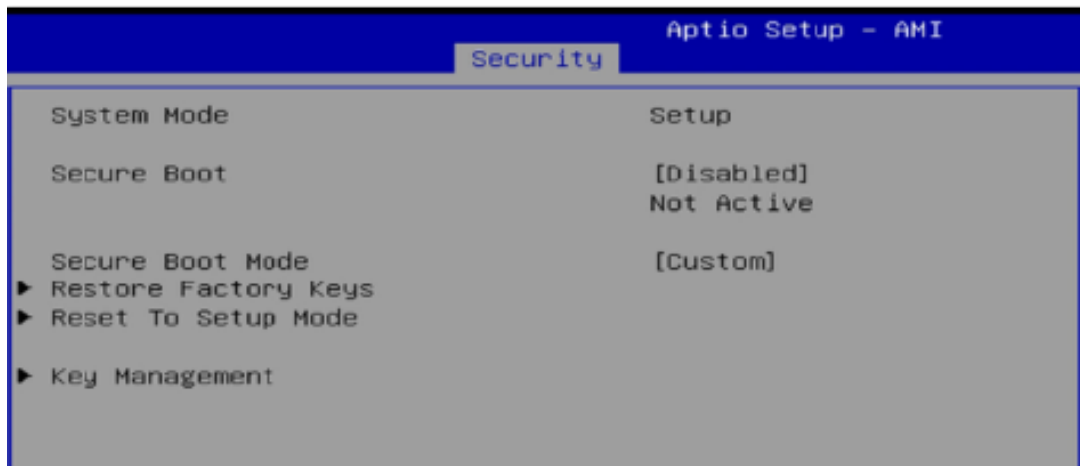 Aptio Setup - AMI
Security
System Mode Setup
Secure Boot [Disabled]
Not Active
Secure Boot Mode [Custom]
Restore Factory Keys
Reset To Setup Mode
Key Management